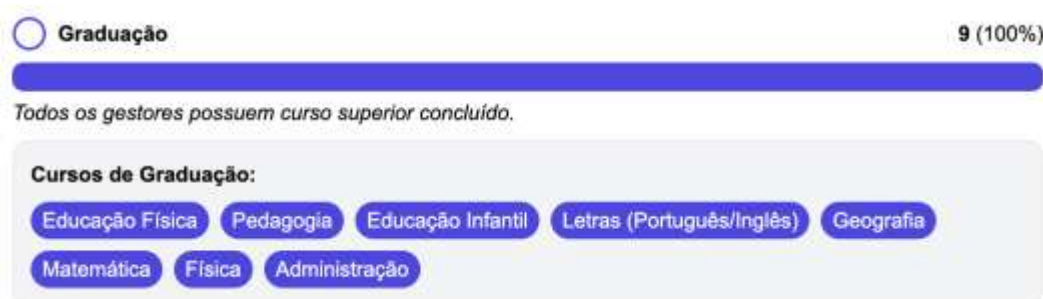 Graduação 9 (100%)
Todos os gestores possuem curso superior concluído.
Cursos de Graduação:
Educação Física Pedagogia Educação Infantil Letras (Português/Inglês) Geografia
Matemática Física Administração